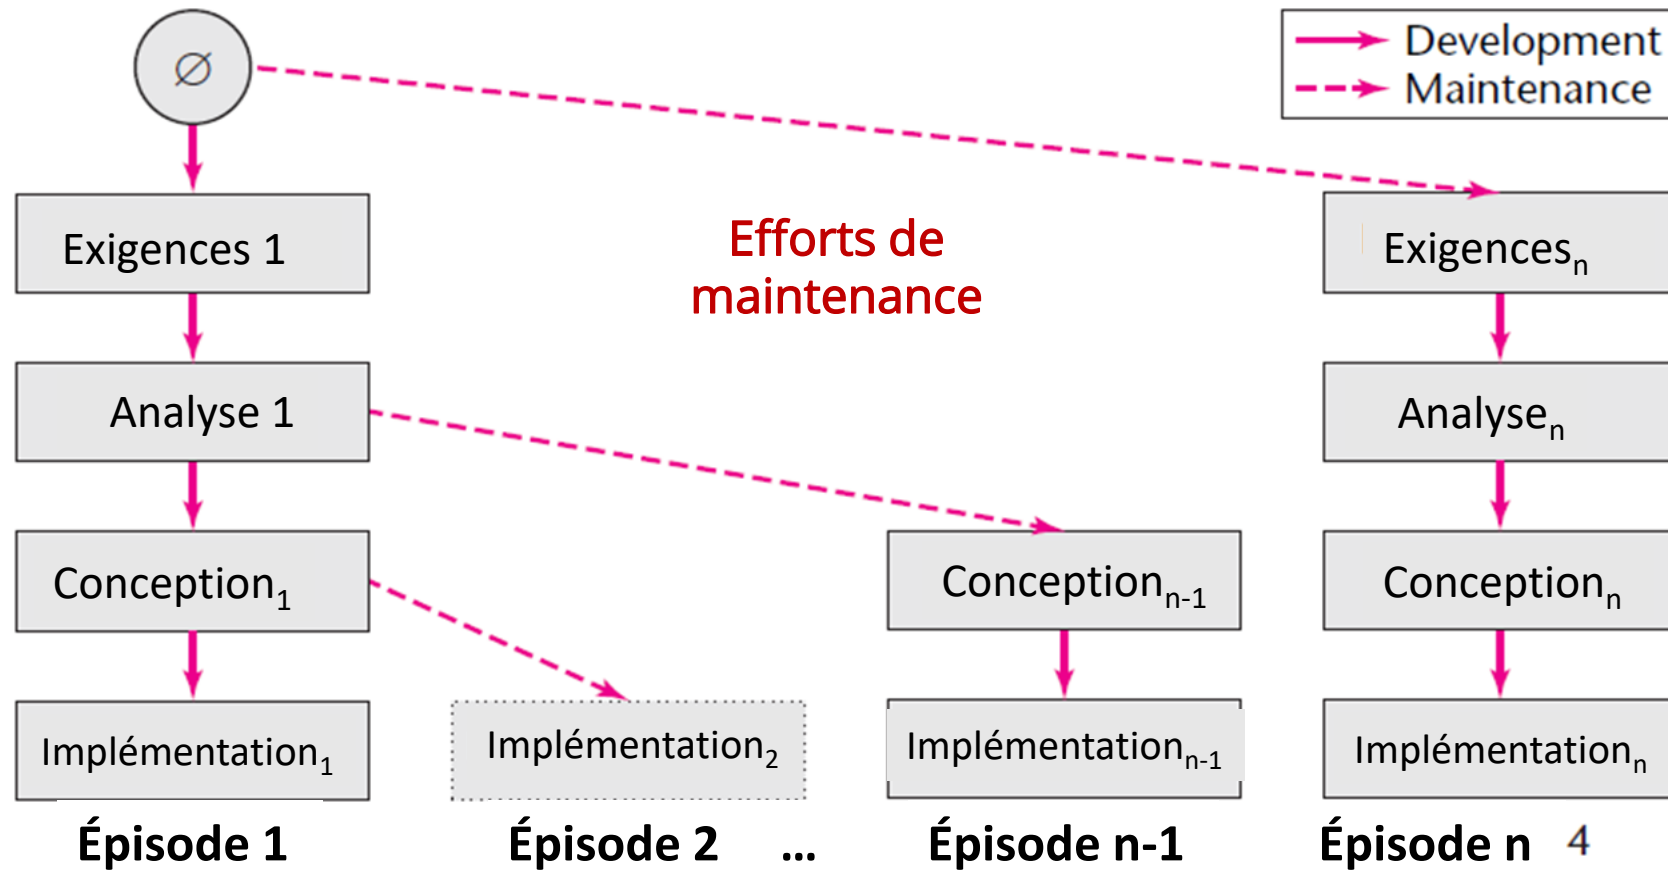 ∅
Development
Maintenance
Exigences 1
Efforts de
maintenance
Exigencesn
Analyse 1
Analysen
Conception1
Conceptionn-1
Conceptionn
Implémentation1
Implémentation2
Implémentationn-1
Implémentationn
Épisode 1
Épisode 2
...
Épisode n-1
Épisode n
4